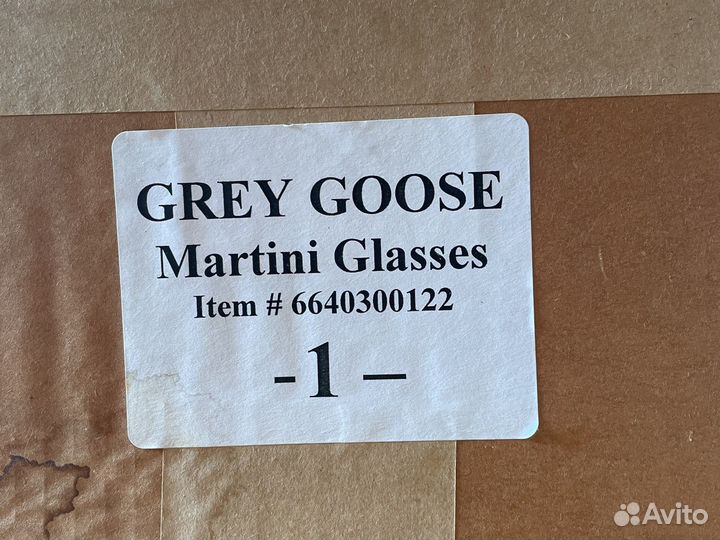 GREY GOOSE
Martini Glasses
Item # 6640300122
-1 –
Avito